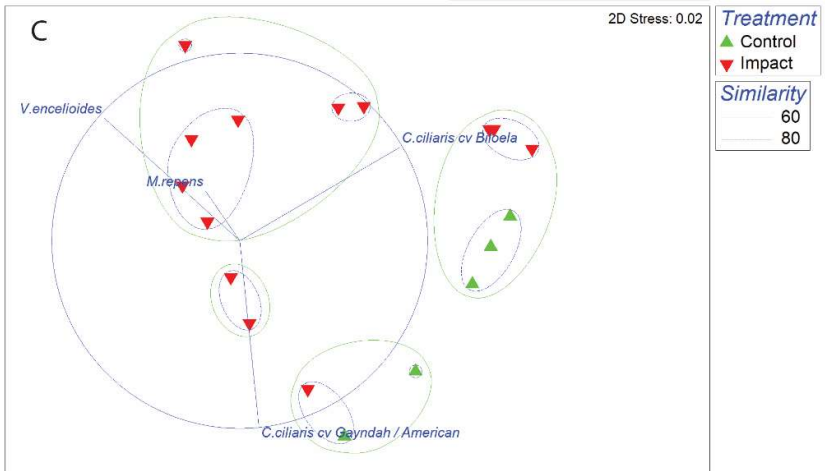 C
2D Stress: 0.02
Treatment
Control
Impact
Similarity
60
80
V.encelioides
C.ciliaris cv Biloela
M.repens
C.ciliaris cv Gayndah / American